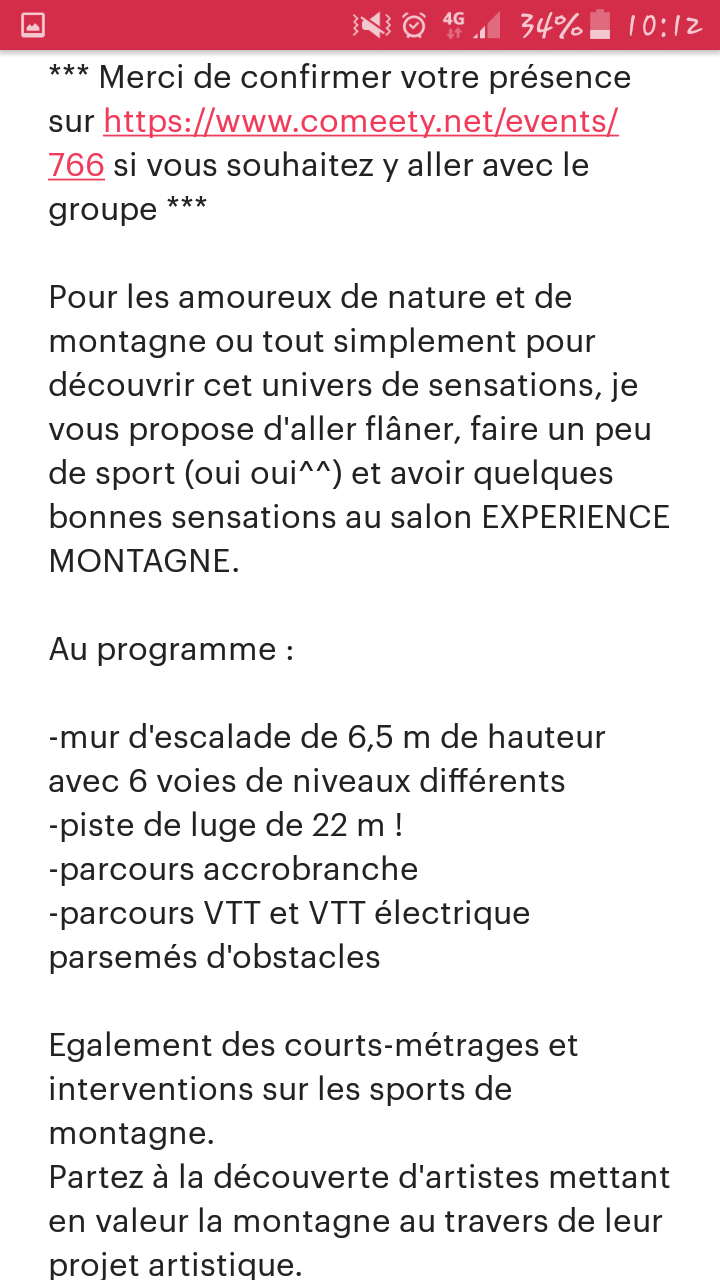 4G 34% 10:12
*** Merci de confirmer votre présence
sur https://www.comeety.net/events/
766 si vous souhaitez y aller avec le
groupe ***
Pour les amoureux de nature et de
montagne ou tout simplement pour
découvrir cet univers de sensations, je
vous propose d'aller flâner, faire un peu
de sport (oui oui^^) et avoir quelques
bonnes sensations au salon EXPERIENCE
MONTAGNE.
Au programme :
-mur d'escalade de 6,5 m de hauteur
avec 6 voies de niveaux différents
-piste de luge de 22 m !
-parcours accrobranche
-parcours VTT et VTT électrique
parsemés d'obstacles
Egalement des courts-métrages et
interventions sur les sports de
montagne.
Partez à la découverte d'artistes mettant
en valeur la montagne au travers de leur
projet artistique.